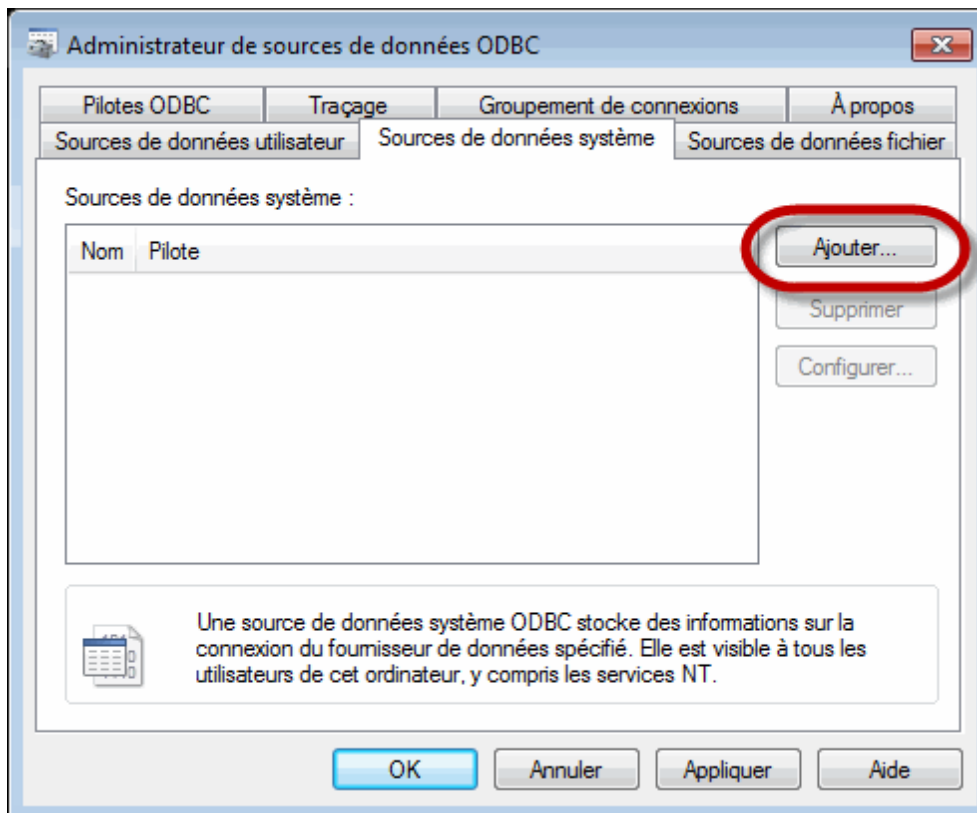 Administrateur de sources de données ODBC
Pilotes ODBC
Traçage
Groupement de connexions
À propos
Sources de données utilisateur
Sources de données système
Sources de données fichier
Sources de données système :
Nom
Pilote
Ajouter...
Supprimer
Configurer...
Une source de données système ODBC stocke des informations sur la
connexion du fournisseur de données spécifié. Elle est visible à tous les
utilisateurs de cet ordinateur, y compris les services NT.
OK
Annuler
Appliquer
Aide